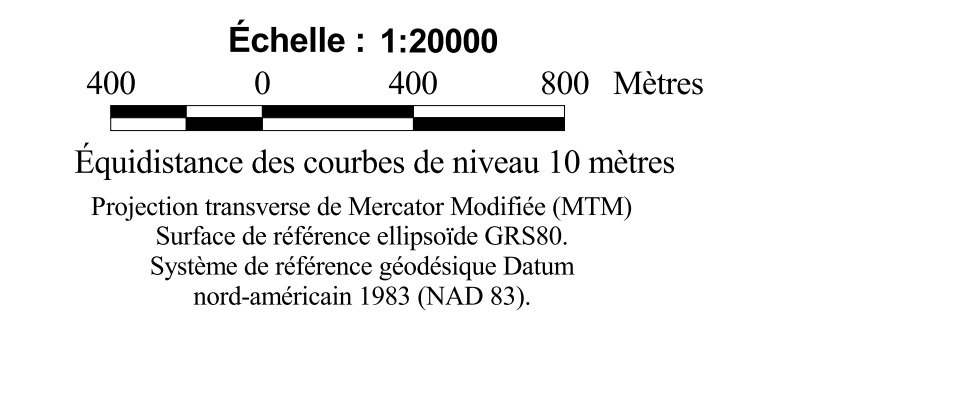 Échelle : 1:20000
400 0 400 800 Mètres
Équidistance des courbes de niveau 10 mètres
Projection transverse de Mercator Modifiée (MTM)
Surface de référence ellipsoïde GRS80.
Système de référence géodésique Datum
nord-américain 1983 (NAD 83).